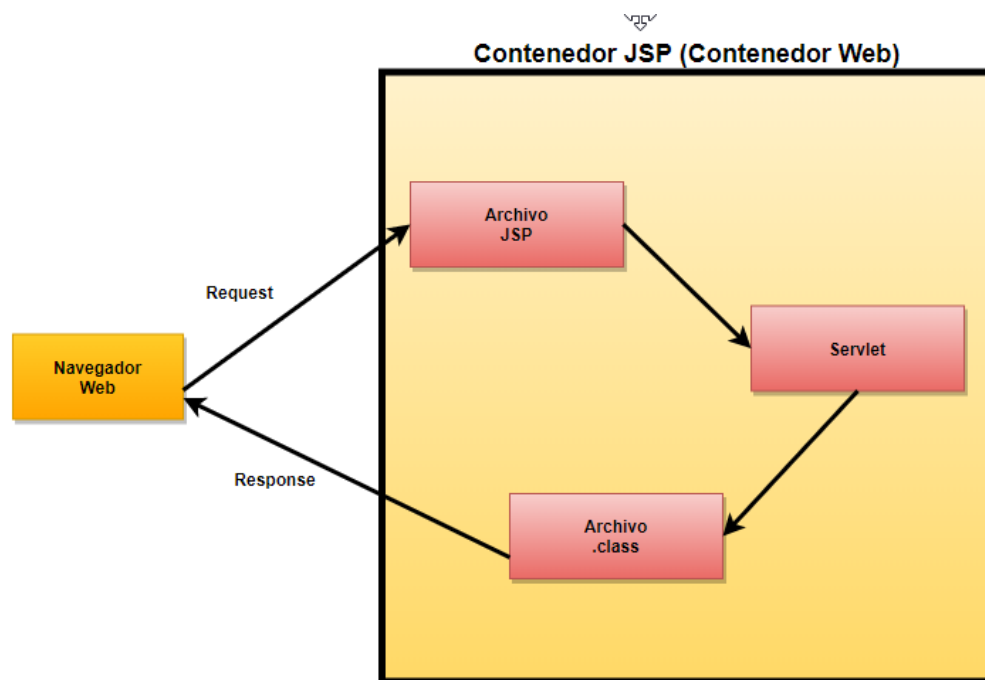 Contenedor JSP (Contenedor Web)
Archivo
JSP
Request
Servlet
Navegador
Web
Response
Archivo
.class